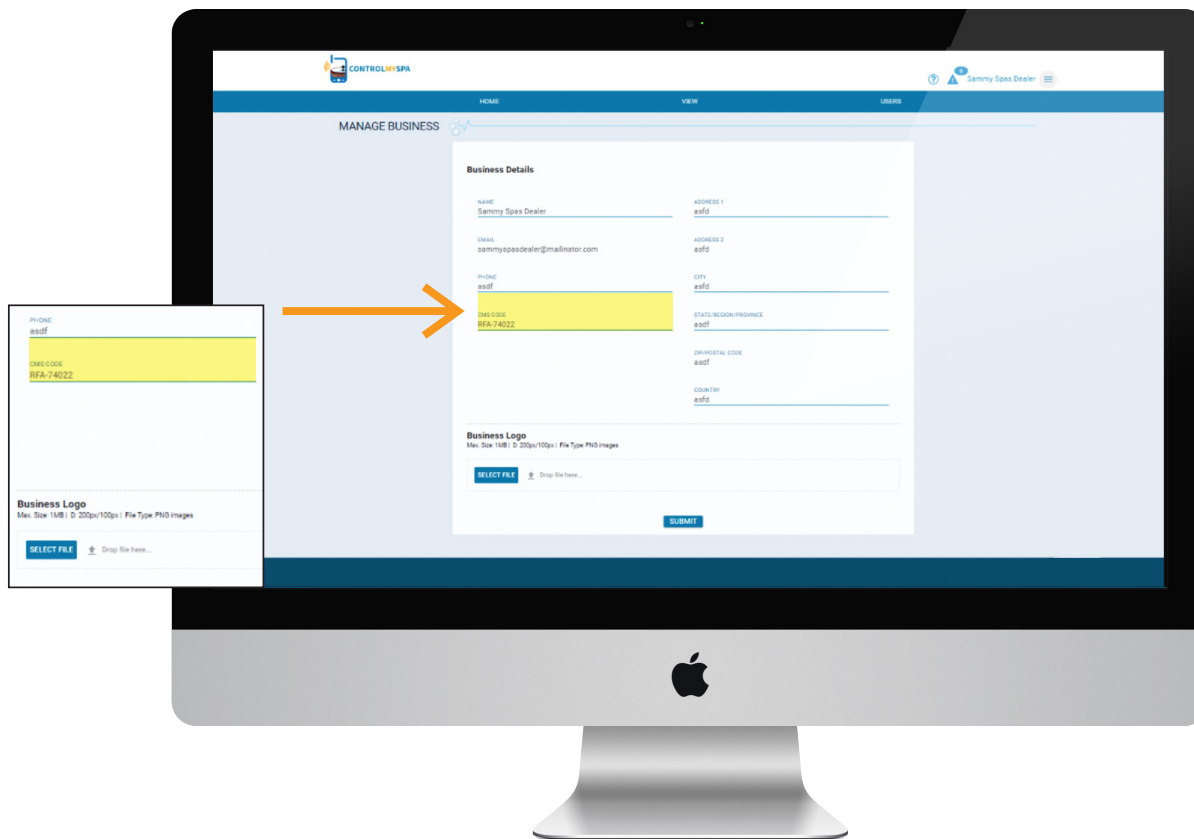 CONTROLMYSPA
Sammy Spas Dealer
HOME VIEW USERS
MANAGE BUSINESS
Business Details
NAME
Sammy Spas Dealer
ADDRESS 1
asfd
EMAIL
sammyspasdealer@mailinator.com
ADDRESS 2
asfd
PHONE
asdf
CITY
asfd
CMS CODE
RFA-74022
STATE/REGION/PROVINCE
asdf
ZIP/POSTAL CODE
asdf
COUNTRY
asfd
Business Logo
Max. Size: 1MB | D: 200px/100px | File Type: PNG images
SELECT FILE Drop file here...
SUBMIT
PHONE
asdf
CMS CODE
RFA-74022
Business Logo
Max. Size: 1MB | D: 200px/100px | File Type: PNG images
SELECT FILE Drop file here...